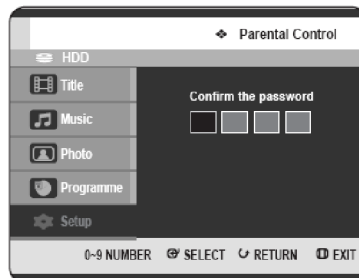 Parental Control
HDD
Title
Music
Photo
Programme
Setup
Confirm the password
0~9 NUMBER SELECT RETURN EXIT